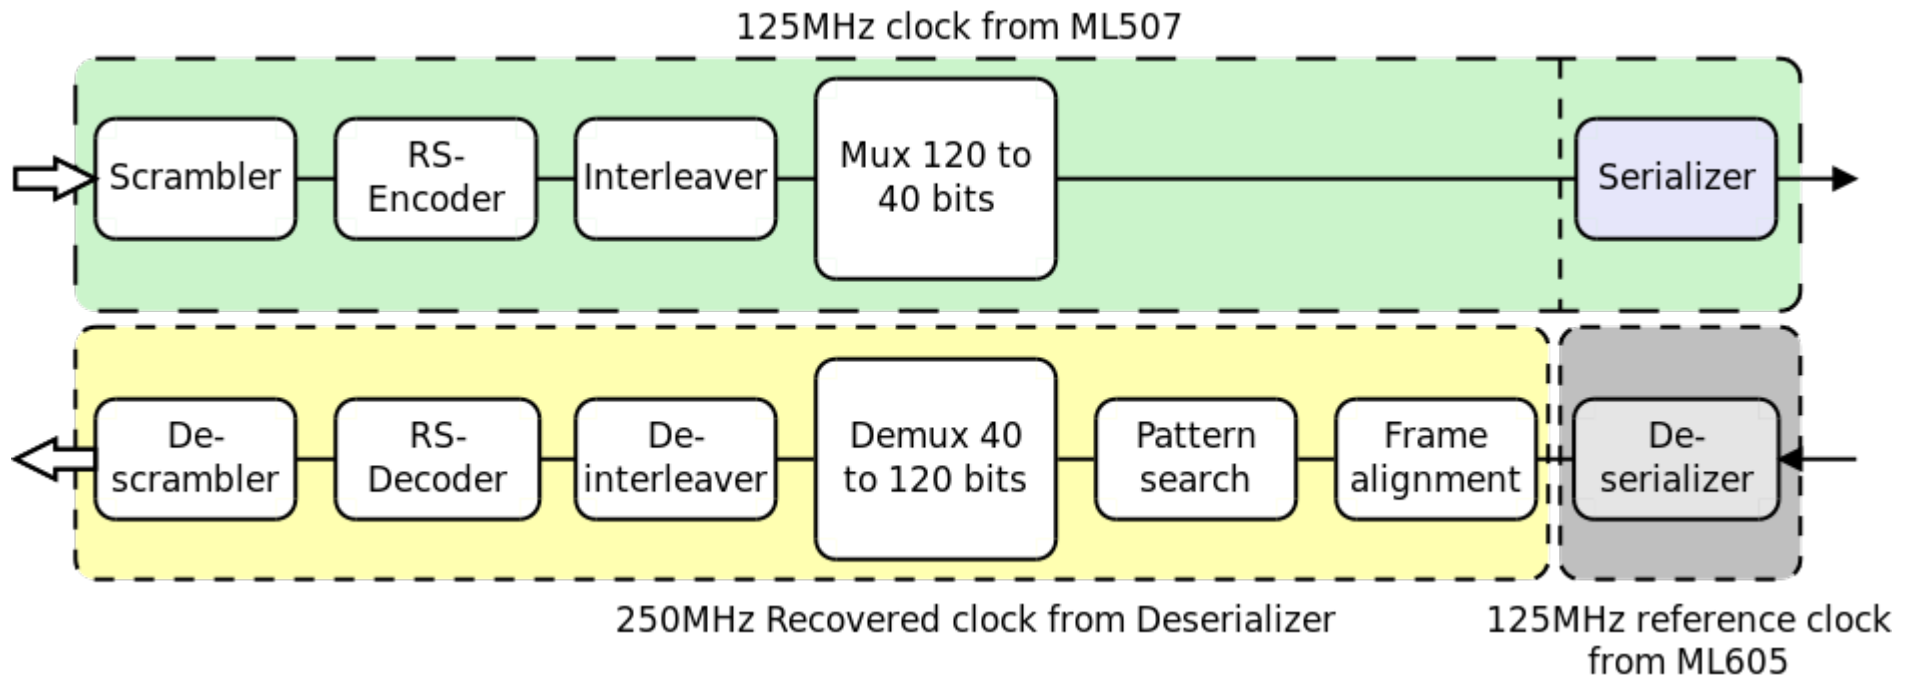 125MHz clock from ML507
Scrambler
RS-
Encoder
Interleaver
Mux 120 to
40 bits
Serializer
De-
scrambler
RS-
Decoder
De-
interleaver
Demux 40
to 120 bits
Pattern
search
Frame
alignment
De-
serializer
250MHz Recovered clock from Deserializer
125MHz reference clock
from ML605